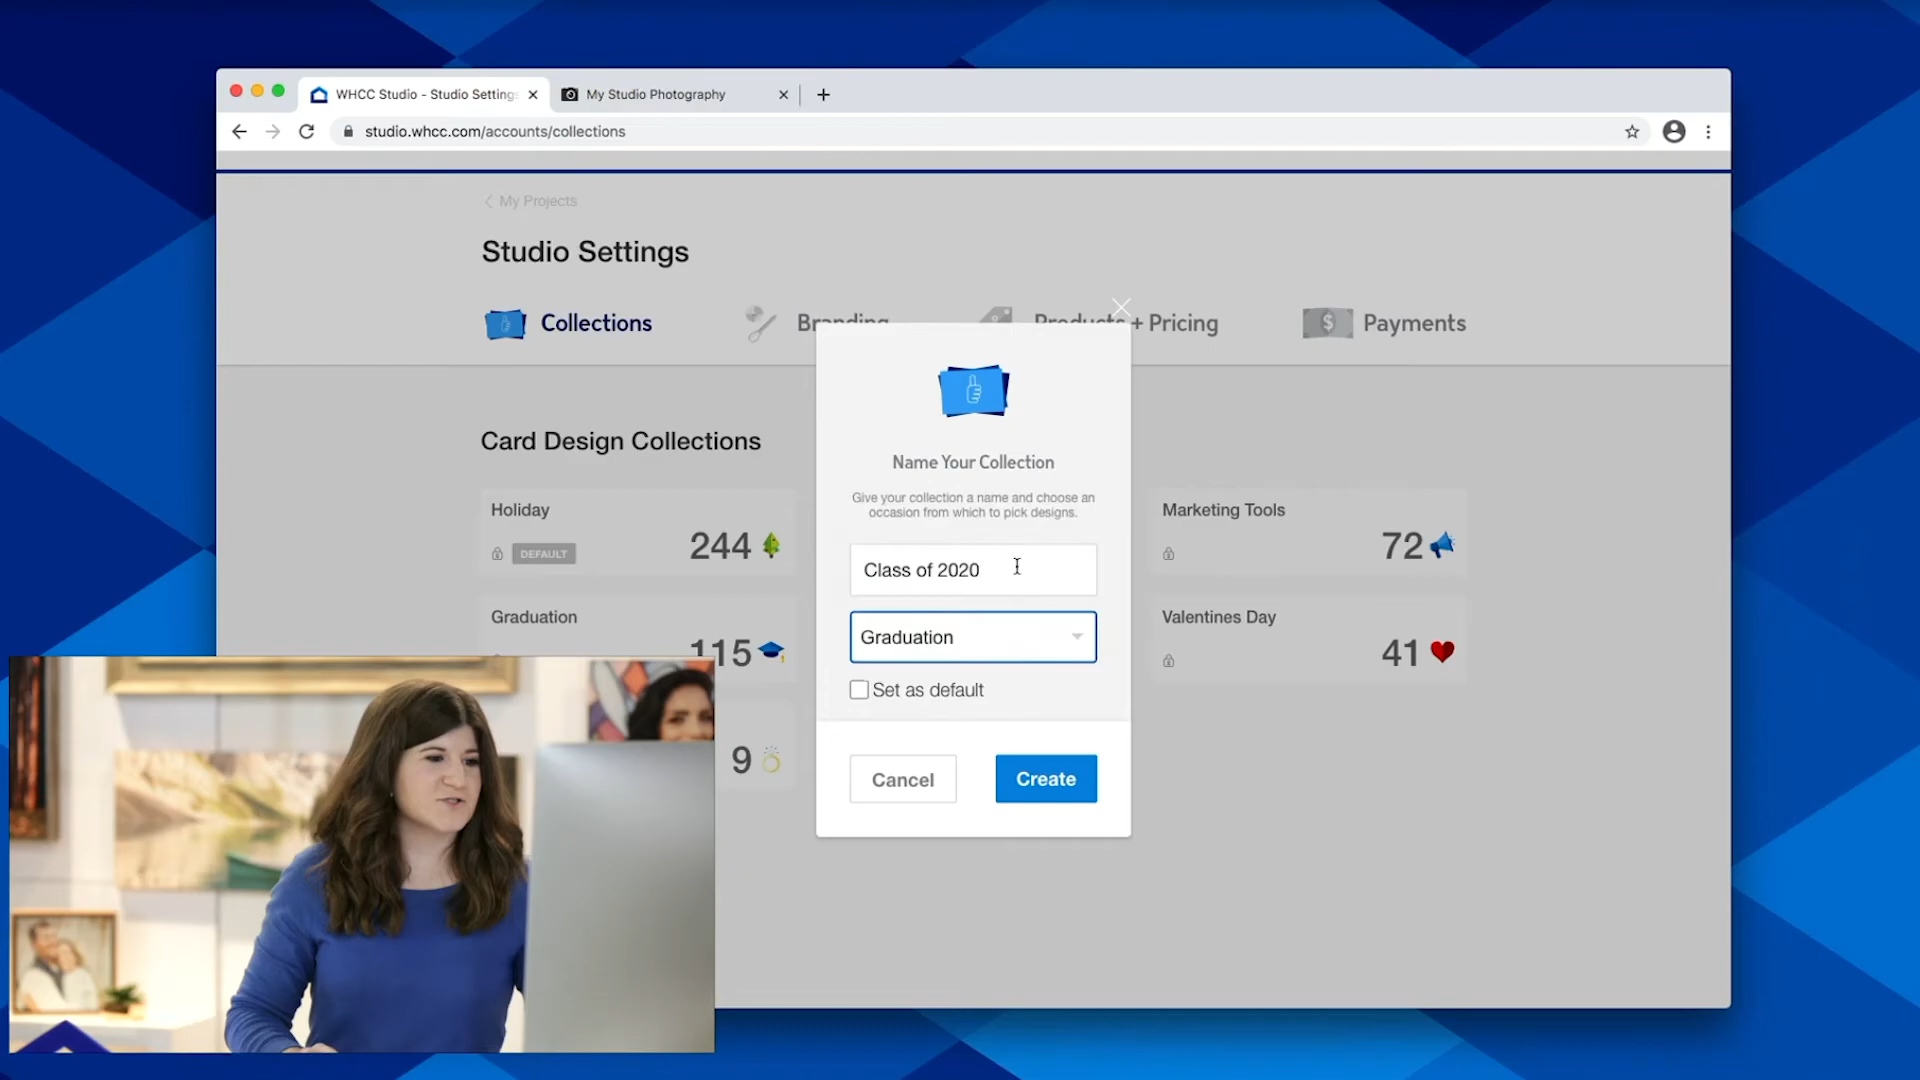 WHCC Studio - Studio Settings
My Studio Photography
studio.whcc.com/accounts/collections
My Projects
Studio Settings
Collections
Branding
Products + Pricing
Payments
Card Design Collections
Holiday
DEFAULT
244
Graduation
115
9
Marketing Tools
72
Valentines Day
41
Name Your Collection
Give your collection a name and choose an
occasion from which to pick designs.
Class of 2020
Graduation
Set as default
Cancel
Create